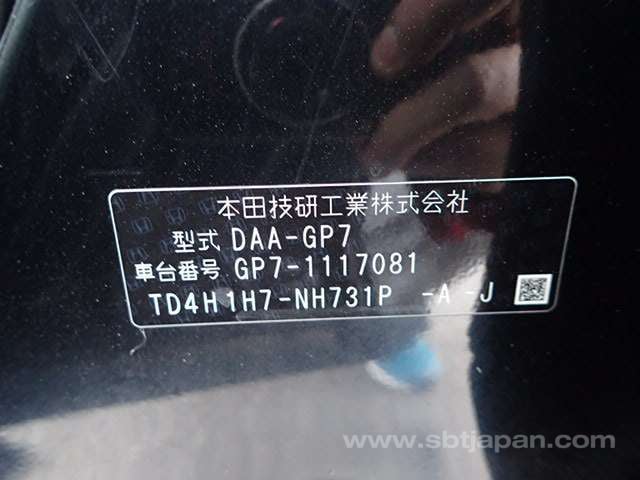 本田技研工業株式会社
型式 DAA-GP7
車台番号 GP7-1117081
TD4H1H7-NH731P -A -J
www.sbtjapan.com